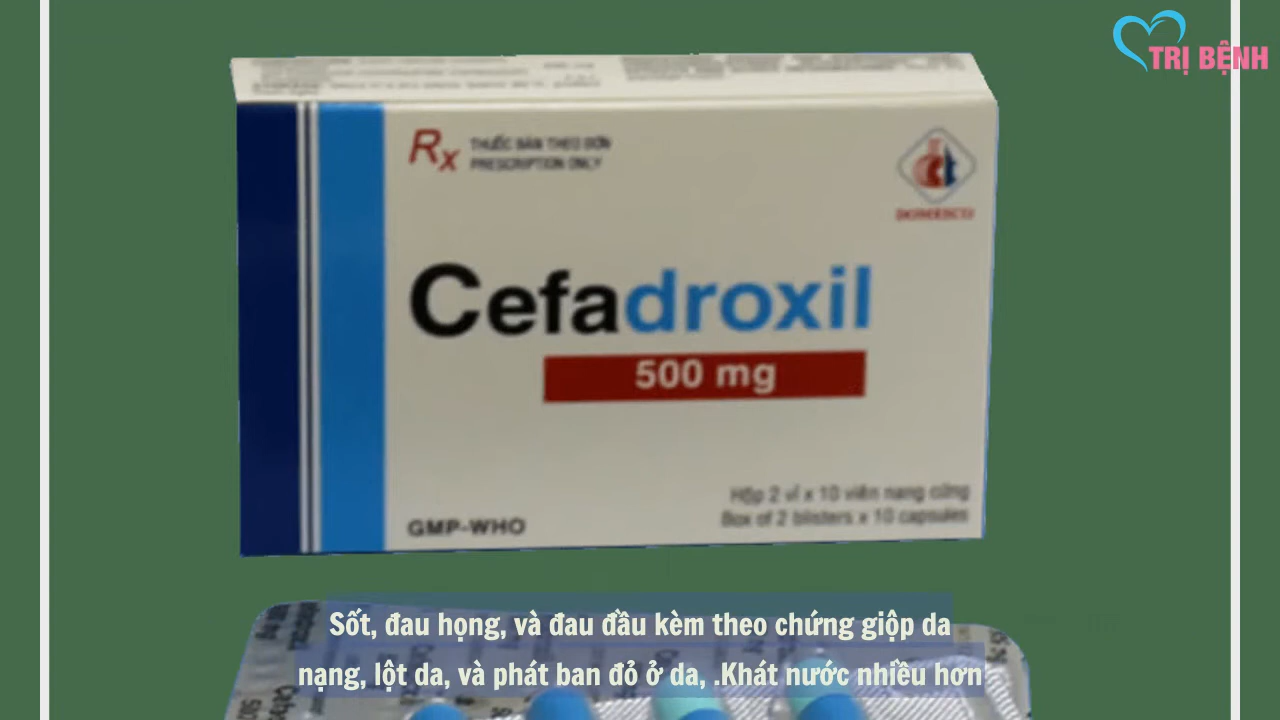 TRỊ BỆNH
Rx THUỐC BÁN THEO ĐƠN
PRESCRIPTION ONLY
DOMESCO
Cefadroxil
500 mg
Hộp 2 vỉ x 10 viên nang cứng
Box of 2 blisters x 10 capsules
GMP-WHO
Sốt, đau họng, và đau đầu kèm theo chứng giộp da
nạng, lột da, và phát ban đỏ ở da, .Khát nước nhiều hơn